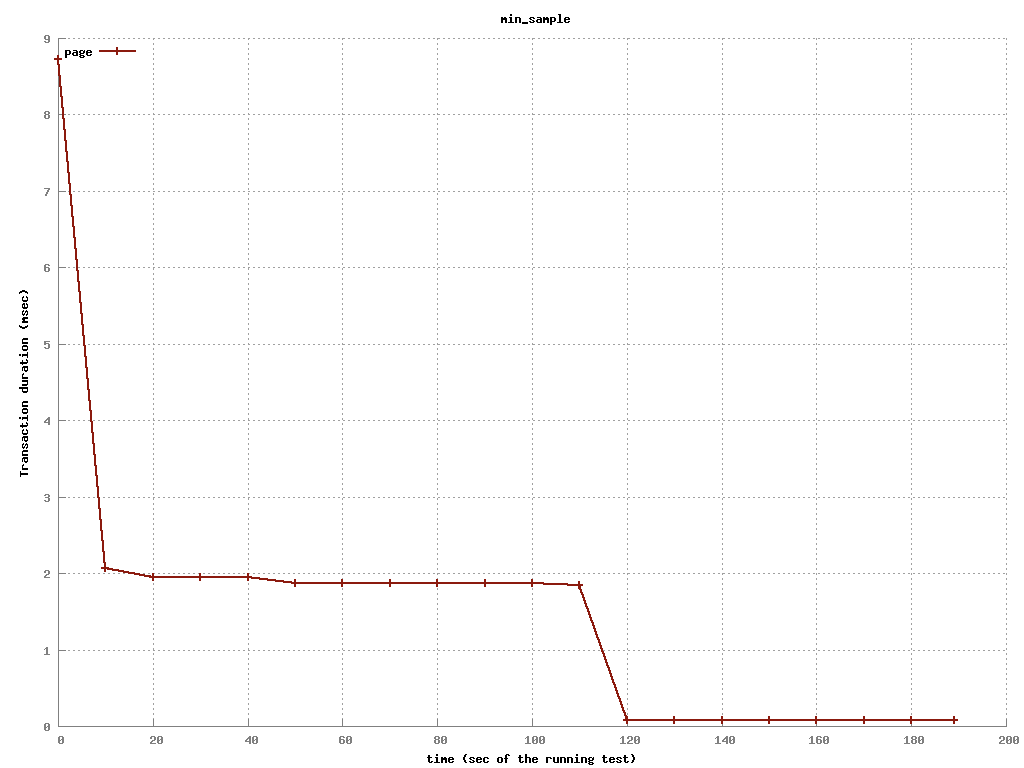 min_sample
page
9
8
7
6
5
4
3
2
1
0
Transaction duration (msec)
0 20 40 60 80 100 120 140 160 180 200
time (sec of the running test)